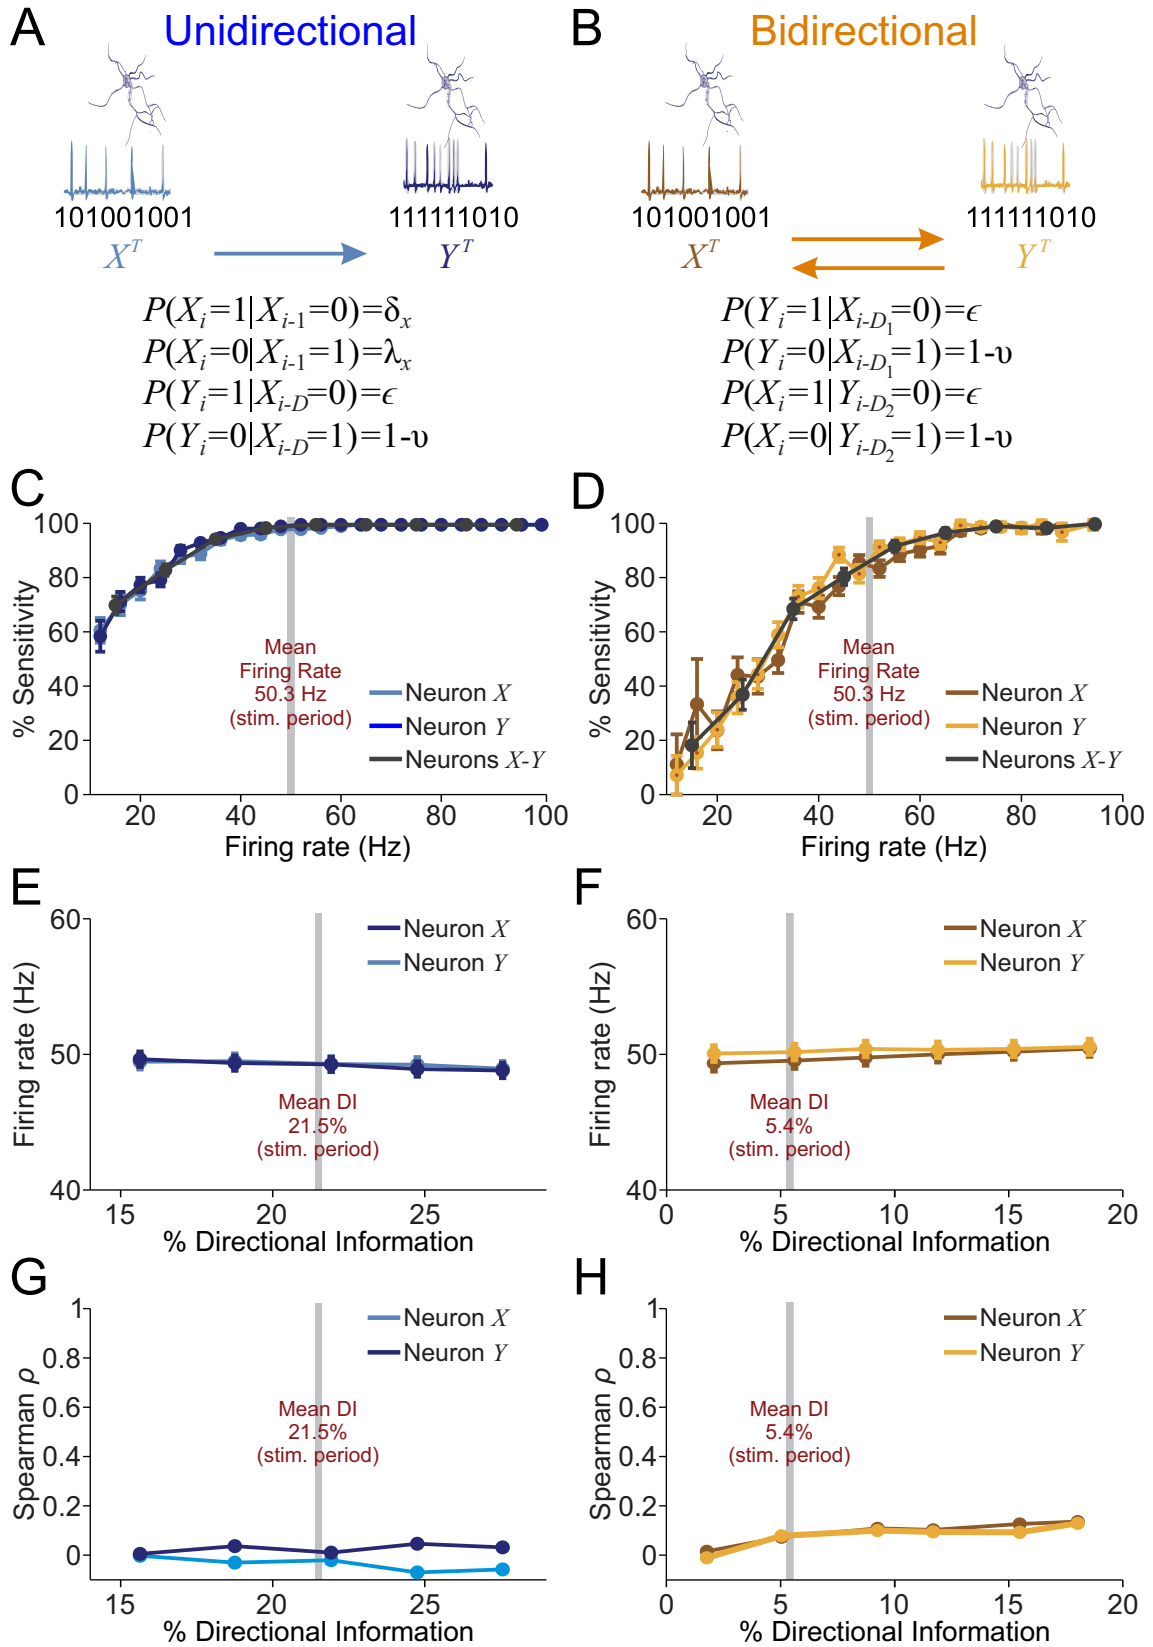 A Unidirectional
101001001 111111010
X^T Y^T
P(X_i=1|X_{i-1}=0)=δ_x
P(X_i=0|X_{i-1}=1)=λ_x
P(Y_i=1|X_{i-D}=0)=ϵ
P(Y_i=0|X_{i-D}=1)=1-υ
B Bidirectional
101001001 111111010
X^T Y^T
P(Y_i=1|X_{i-D_1}=0)=ϵ
P(Y_i=0|X_{i-D_1}=1)=1-υ
P(X_i=1|Y_{i-D_2}=0)=ϵ
P(X_i=0|Y_{i-D_2}=1)=1-υ
C
% Sensitivity
100
80
60
40
20
0
Mean
Firing Rate
50.3 Hz
(stim. period)
Neuron X
Neuron Y
Neurons X-Y
20 40 60 80 100
Firing rate (Hz)
D
% Sensitivity
100
80
60
40
20
0
Mean
Firing Rate
50.3 Hz
(stim. period)
Neuron X
Neuron Y
Neurons X-Y
20 40 60 80 100
Firing rate (Hz)
E
Firing rate (Hz)
60
50
40
Neuron X
Neuron Y
Mean DI
21.5%
(stim. period)
15 20 25
% Directional Information
F
Firing rate (Hz)
60
50
40
Neuron X
Neuron Y
Mean DI
5.4%
(stim. period)
0 5 10 15 20
% Directional Information
G
Spearman ρ
1
0.8
0.6
0.4
0.2
0
Neuron X
Neuron Y
Mean DI
21.5%
(stim. period)
15 20 25
% Directional Information
H
Spearman ρ
1
0.8
0.6
0.4
0.2
0
Neuron X
Neuron Y
Mean DI
5.4%
(stim. period)
0 5 10 15 20
% Directional Information